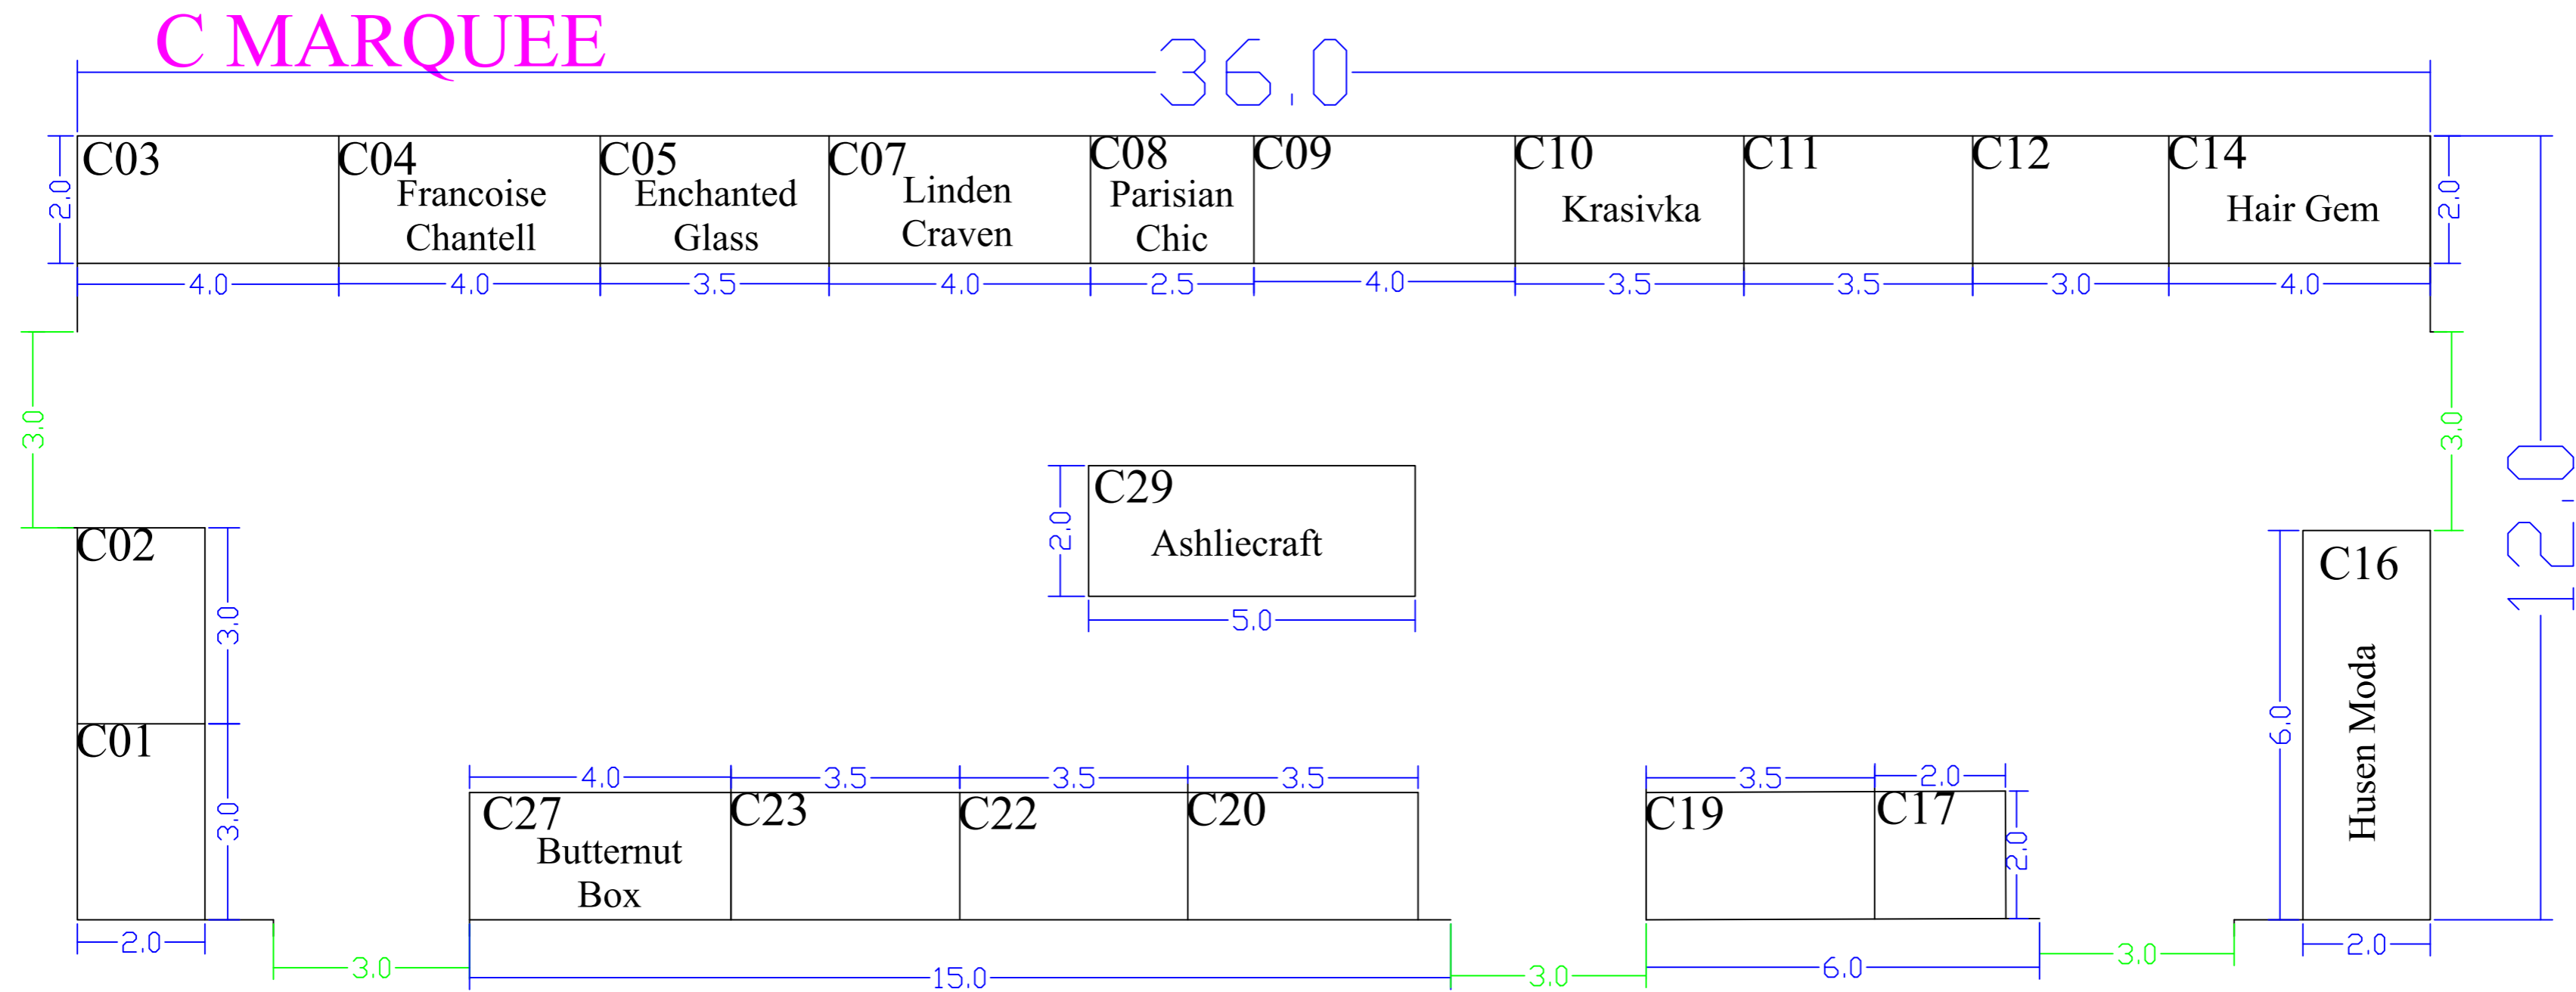 C MARQUEE
36.0
C03
C04
Francoise
Chantell
C05
Enchanted
Glass
C07
Linden
Craven
C08
Parisian
Chic
C09
C10
Krasivka
C11
C12
C14
Hair Gem
2.0
2.0
4.0
4.0
3.5
4.0
2.5
4.0
3.5
3.5
3.0
4.0
3.0
3.0
12.0
C29
Ashliecraft
2.0
5.0
C02
3.0
C01
3.0
2.0
C16
Husen Moda
6.0
2.0
4.0
3.5
3.5
3.5
C27
Butternut
Box
C23
C22
C20
3.5
2.0
C19
C17
2.0
3.0
15.0
3.0
6.0
3.0